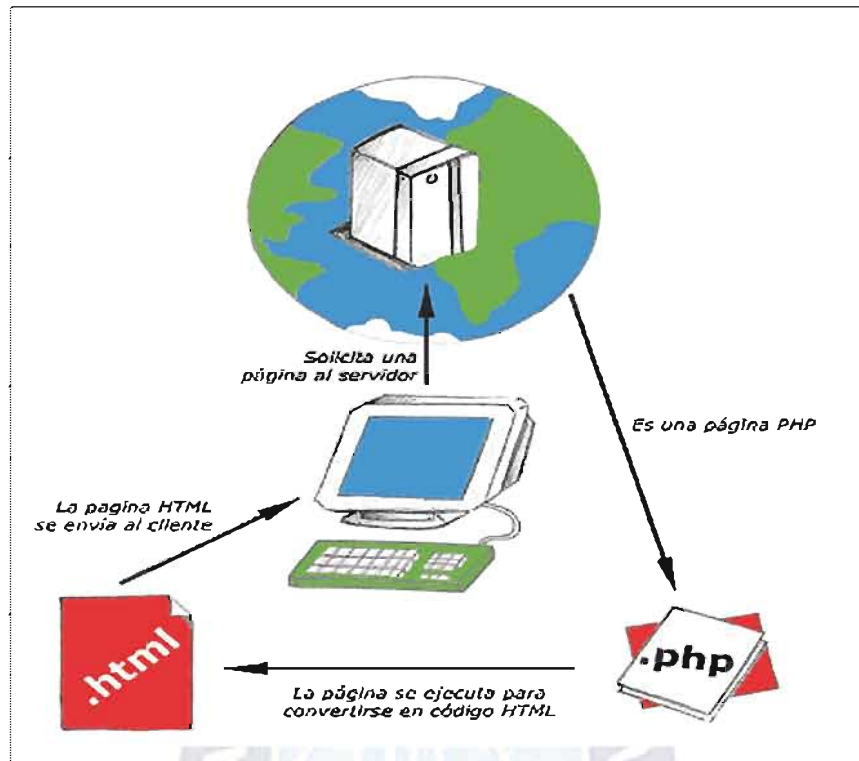 Solicita una
página al servidor
Es una página PHP
La pagina HTML
se envía al cliente
.html
.php
La página se ejecuta para
convertirse en código HTML